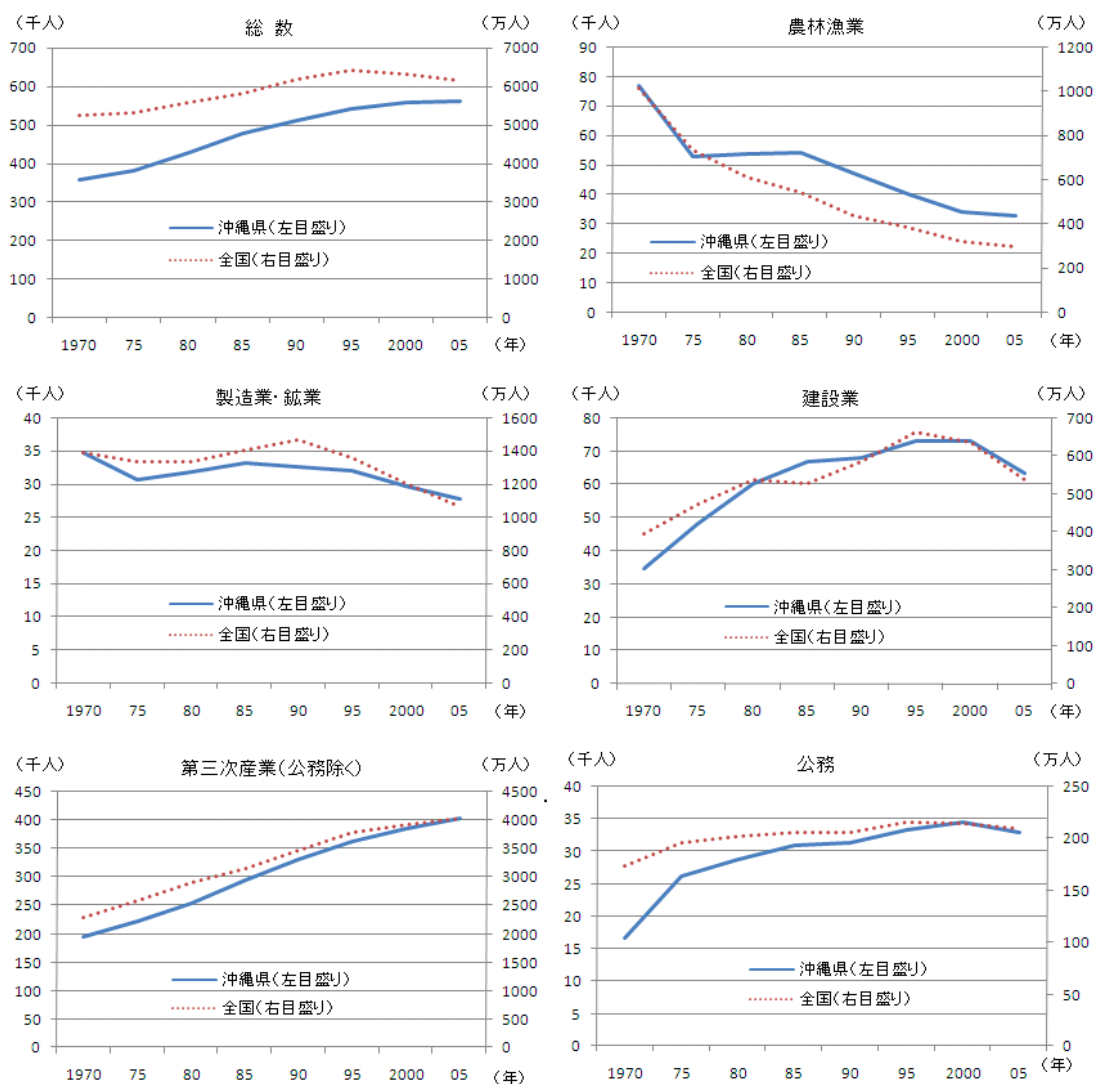 （千人） 総 数 （万人）
700 7000
600 6000
500 5000
400 4000
300 3000
200 2000
100 1000
0 0
沖縄県（左目盛り）
全国（右目盛り）
1970 75 80 85 90 95 2000 05 （年）
（千人） 農林漁業 （万人）
90 1200
80 1000
70 800
60 600
50 400
40 200
30 0
20
10
0
沖縄県（左目盛り）
全国（右目盛り）
1970 75 80 85 90 95 2000 05 （年）
（千人） 製造業・鉱業 （万人）
40 1600
35 1400
30 1200
25 1000
20 800
15 600
10 400
5 200
0 0
沖縄県（左目盛り）
全国（右目盛り）
1970 75 80 85 90 95 2000 05 （年）
（千人） 建設業 （万人）
80 700
70 600
60 500
50 400
40 300
30 200
20 100
10 0
0
沖縄県（左目盛り）
全国（右目盛り）
1970 75 80 85 90 95 2000 05 （年）
（千人） 第三次産業（公務除く） （万人）
450 4500
400 4000
350 3500
300 3000
250 2500
200 2000
150 1500
100 1000
50 500
0 0
沖縄県（左目盛り）
全国（右目盛り）
1970 75 80 85 90 95 2000 05 （年）
（千人） 公務 （万人）
40 250
35 200
30 150
25 100
20 50
15 0
10
5
0
沖縄県（左目盛り）
全国（右目盛り）
1970 75 80 85 90 95 2000 05 （年）